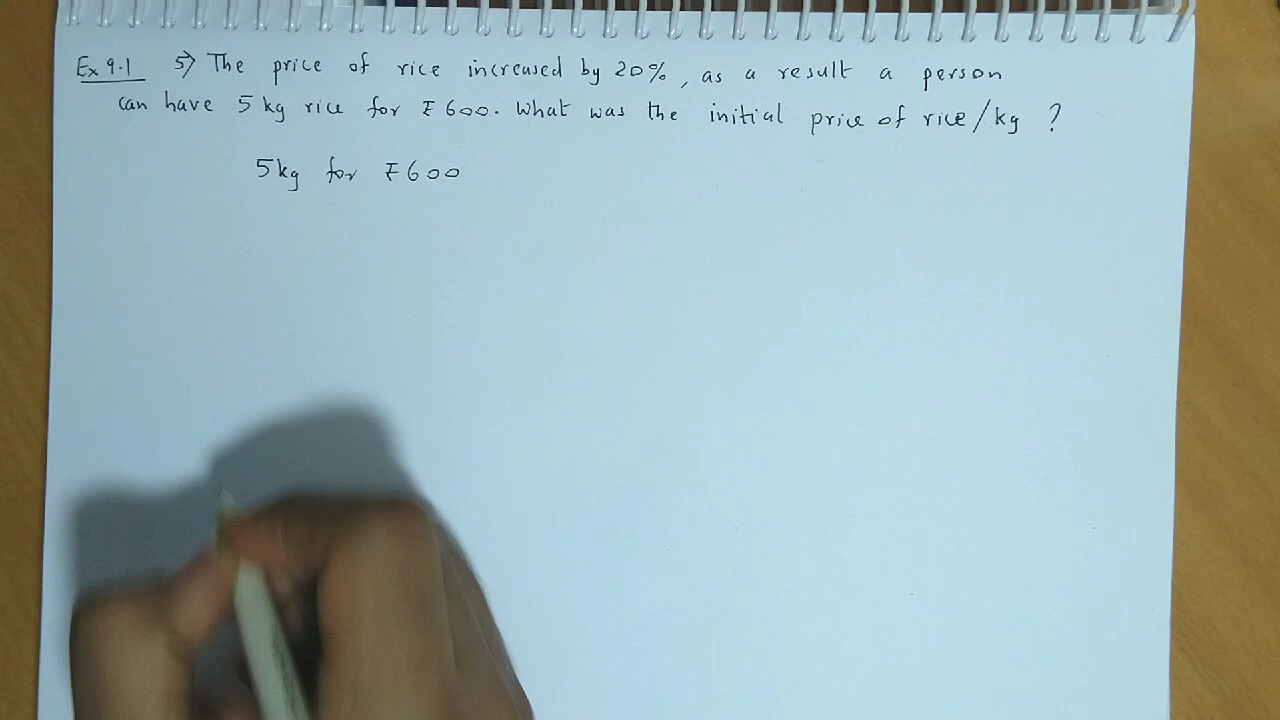 Ex 9.1 5) The price of rice increased by 20%, as a result a person
can have 5 kg rice for ₹600. What was the initial price of rice/kg ?
5kg for ₹600